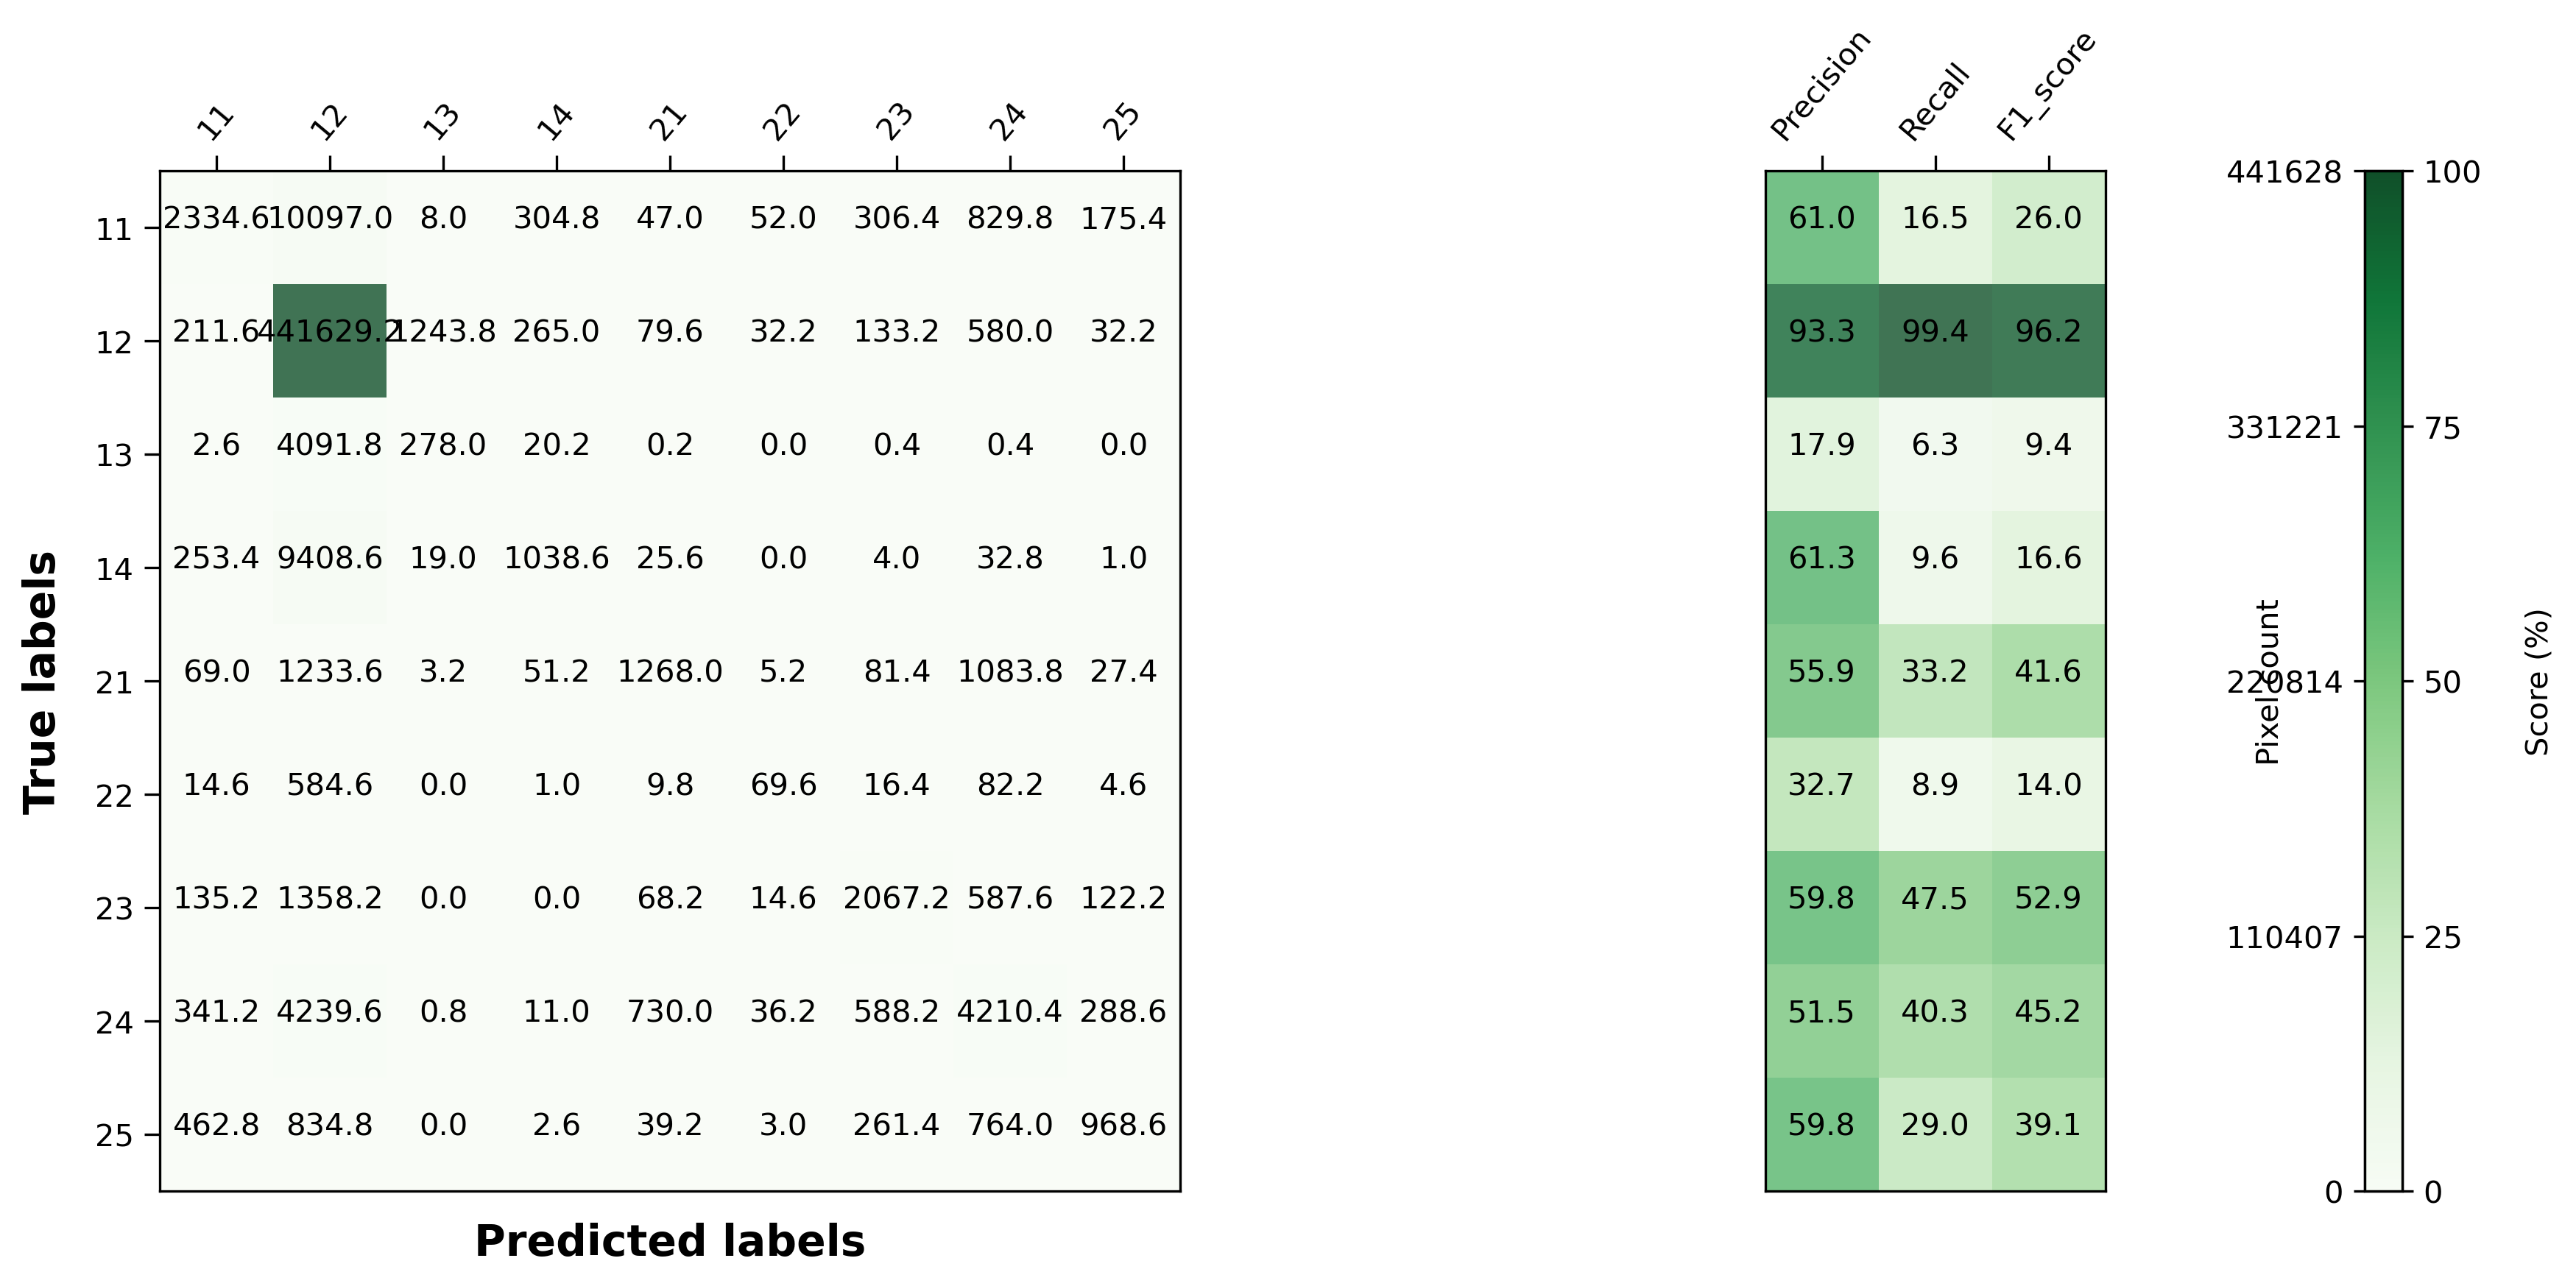 11 12 13 14 21 22 23 24 25
Precision Recall F1_score
11 2334.6 10097.0 8.0 304.8 47.0 52.0 306.4 829.8 175.4 61.0 16.5 26.0
12 211.6 441629.2 1243.8 265.0 79.6 32.2 133.2 580.0 32.2 93.3 99.4 96.2
13 2.6 4091.8 278.0 20.2 0.2 0.0 0.4 0.4 0.0 17.9 6.3 9.4
14 253.4 9408.6 19.0 1038.6 25.6 0.0 4.0 32.8 1.0 61.3 9.6 16.6
21 69.0 1233.6 3.2 51.2 1268.0 5.2 81.4 1083.8 27.4 55.9 33.2 41.6
22 14.6 584.6 0.0 1.0 9.8 69.6 16.4 82.2 4.6 32.7 8.9 14.0
23 135.2 1358.2 0.0 0.0 68.2 14.6 2067.2 587.6 122.2 59.8 47.5 52.9
24 341.2 4239.6 0.8 11.0 730.0 36.2 588.2 4210.4 288.6 51.5 40.3 45.2
25 462.8 834.8 0.0 2.6 39.2 3.0 261.4 764.0 968.6 59.8 29.0 39.1
True labels
Predicted labels
441628 100
331221 75
220814 50
110407 25
0 0
Pixel count
Score (%)